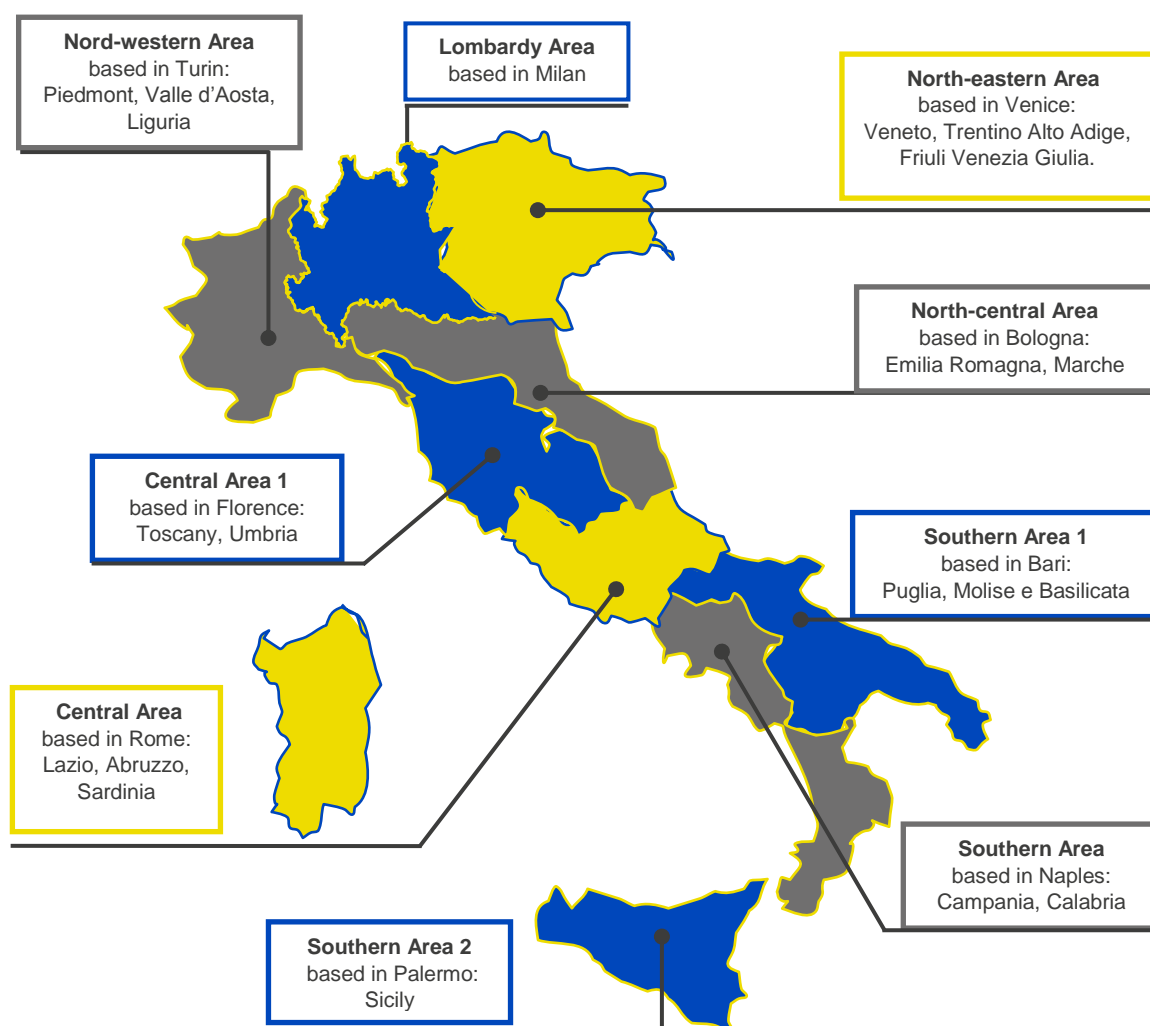 Nord-western Area
based in Turin:
Piedmont, Valle d’Aosta,
Liguria
Lombardy Area
based in Milan
North-eastern Area
based in Venice:
Veneto, Trentino Alto Adige,
Friuli Venezia Giulia.
North-central Area
based in Bologna:
Emilia Romagna, Marche
Central Area 1
based in Florence:
Toscany, Umbria
Southern Area 1
based in Bari:
Puglia, Molise e Basilicata
Central Area
based in Rome:
Lazio, Abruzzo,
Sardinia
Southern Area
based in Naples:
Campania, Calabria
Southern Area 2
based in Palermo:
Sicily